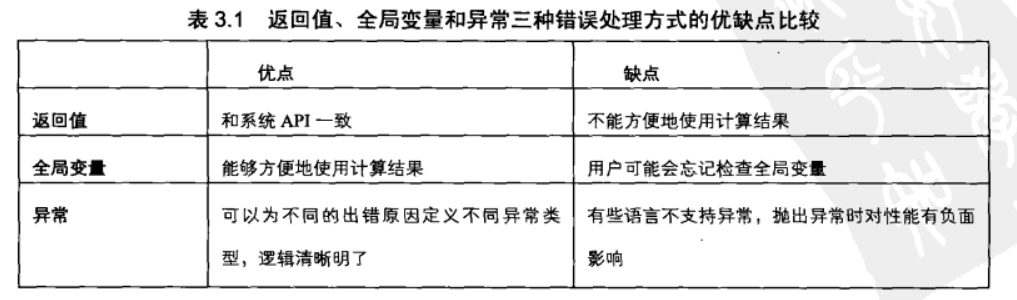 表 3.1 返回值、全局变量和异常三种错误处理方式的优缺点比较
优点 缺点
返回值 和系统 API 一致 不能方便地使用计算结果
全局变量 能够方便地使用计算结果 用户可能会忘记检查全局变量
异常 可以为不同的出错原因定义不同异常类 有些语言不支持异常，抛出异常时对性能有负面
型，逻辑清晰明了 影响